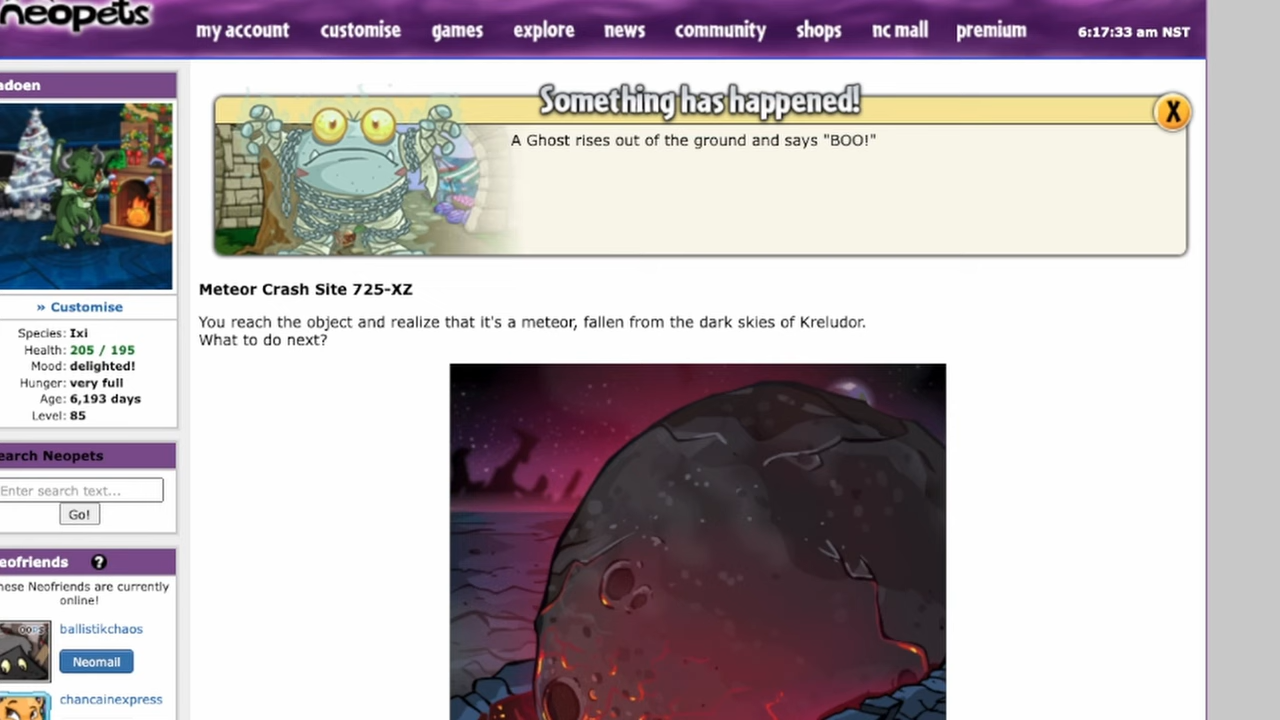 neopets
my account
customise
games
explore
news
community
shops
nc mall
premium
6:17:33 am NST
adoen
Something has happened!
X
A Ghost rises out of the ground and says "BOO!"
» Customise
Species: Ixi
Health: 205 / 195
Mood: delighted!
Hunger: very full
Age: 6,193 days
Level: 85
earch Neopets
Enter search text...
Go!
eofriends ?
hese Neofriends are currently
online!
ballistikchaos
Neomail
chancainexpress
Meteor Crash Site 725-XZ
You reach the object and realize that it's a meteor, fallen from the dark skies of Kreludor.
What to do next?